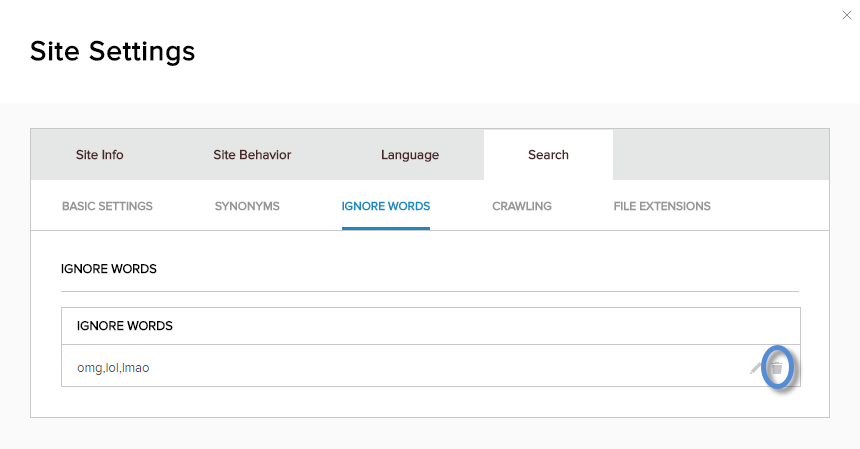 Site Settings
Site Info Site Behavior Language Search
BASIC SETTINGS SYNONYMS IGNORE WORDS CRAWLING FILE EXTENSIONS
IGNORE WORDS
IGNORE WORDS
omg,lol,lmao